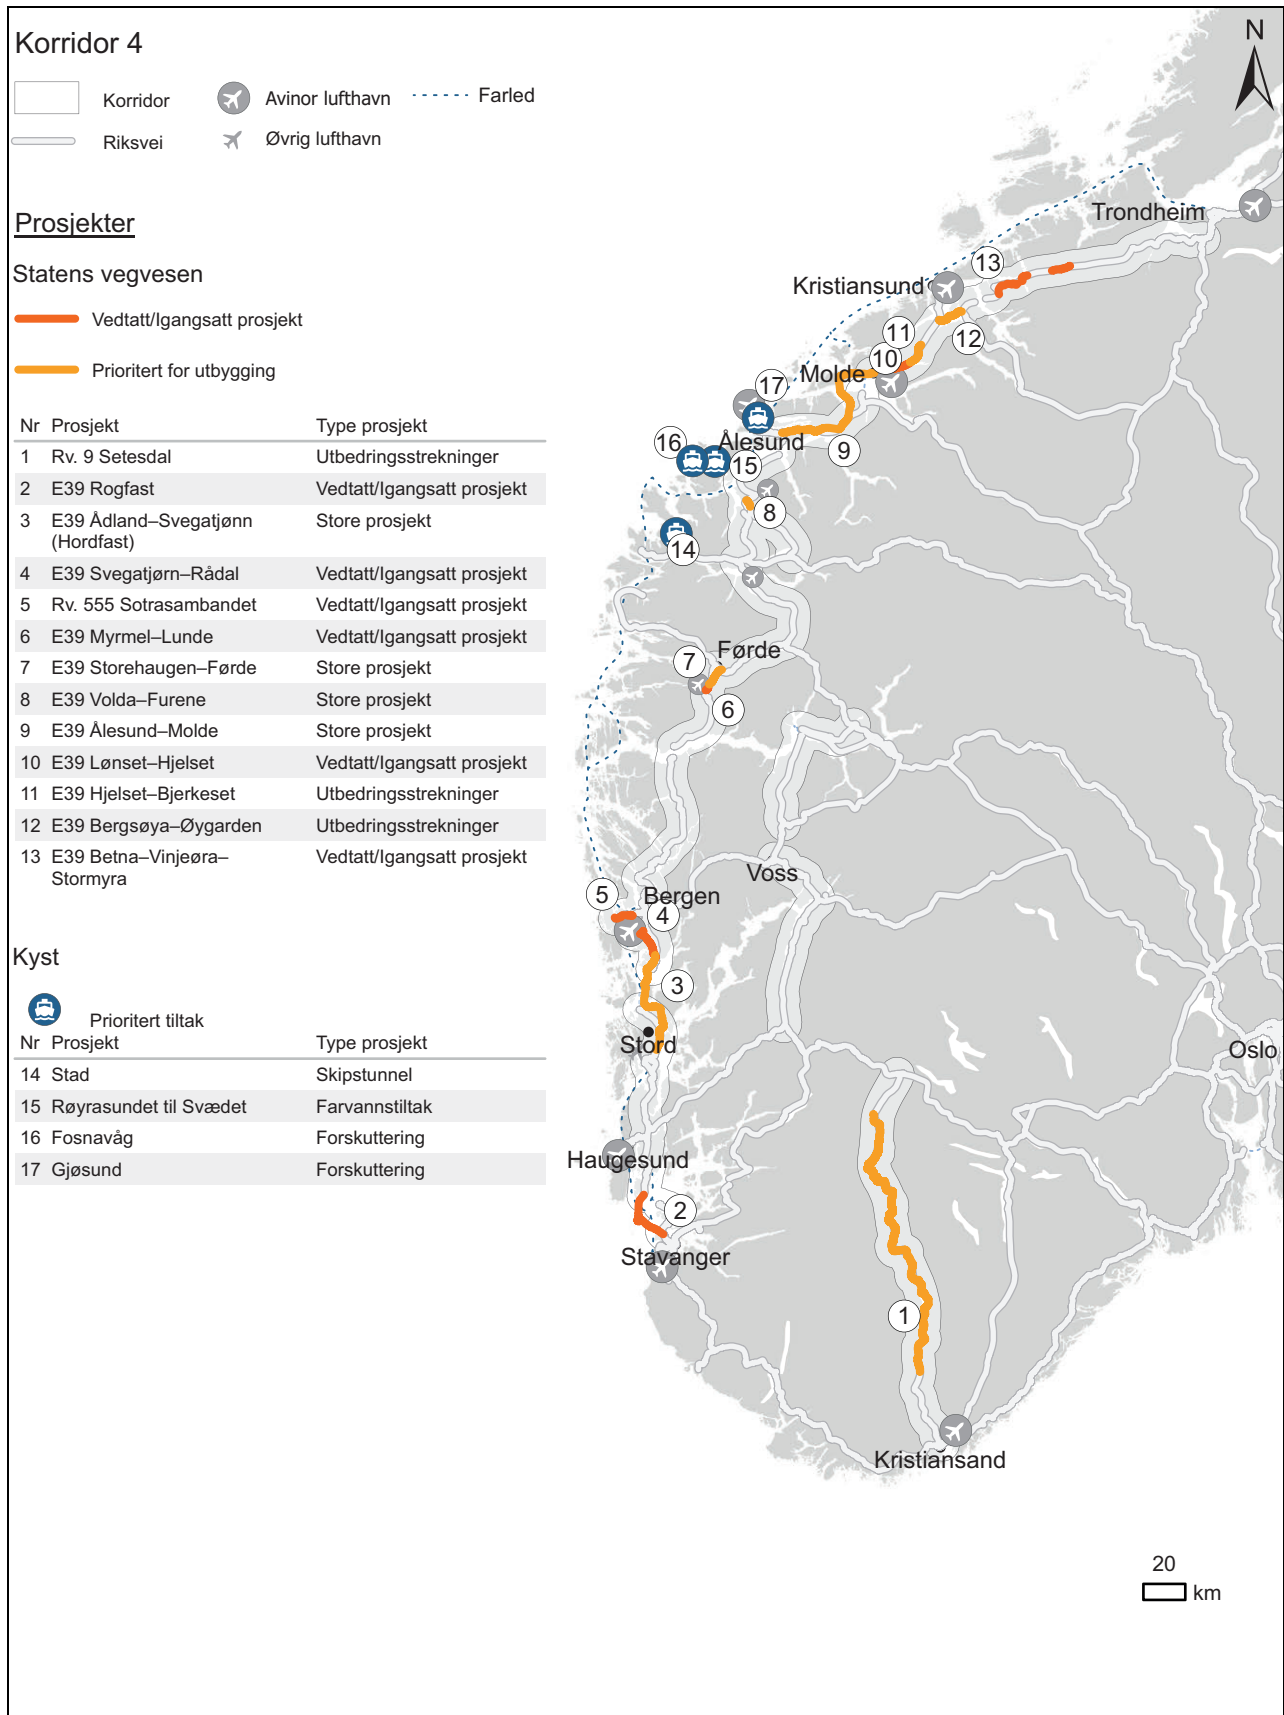 Korridor 4
Korridor
Avinor lufthavn
Farled
Riksvei
Øvrig lufthavn
Prosjekter
Statens vegvesen
Vedtatt/Igangsatt prosjekt
Prioritert for utbygging
Nr Prosjekt Type prosjekt
1 Rv. 9 Setesdal Utbedringsstrekninger
2 E39 Rogfast Vedtatt/Igangsatt prosjekt
3 E39 Ådland–Svegatjønn Store prosjekt
(Hordfast)
4 E39 Svegatjørn–Rådal Vedtatt/Igangsatt prosjekt
5 Rv. 555 Sotrasambandet Vedtatt/Igangsatt prosjekt
6 E39 Myrmel–Lunde Vedtatt/Igangsatt prosjekt
7 E39 Storehaugen–Førde Store prosjekt
8 E39 Volda–Furene Store prosjekt
9 E39 Ålesund–Molde Store prosjekt
10 E39 Lønset–Hjelset Vedtatt/Igangsatt prosjekt
11 E39 Hjelset–Bjerkeset Utbedringsstrekninger
12 E39 Bergsøya–Øygarden Utbedringsstrekninger
13 E39 Betna–Vinjeøra– Vedtatt/Igangsatt prosjekt
Stormyra
Kyst
Prioritert tiltak
Nr Prosjekt Type prosjekt
14 Stad Skipstunnel
15 Røyrasundet til Svædet Farvannstiltak
16 Fosnavåg Forskuttering
17 Gjøsund Forskuttering
N
Trondheim
13
Kristiansund
11
12
10
Molde
17
16
Ålesund
9
15
8
14
Førde
7
6
Voss
5
Bergen
4
3
Stord
Oslo
Haugesund
2
Stavanger
1
Kristiansand
20
km